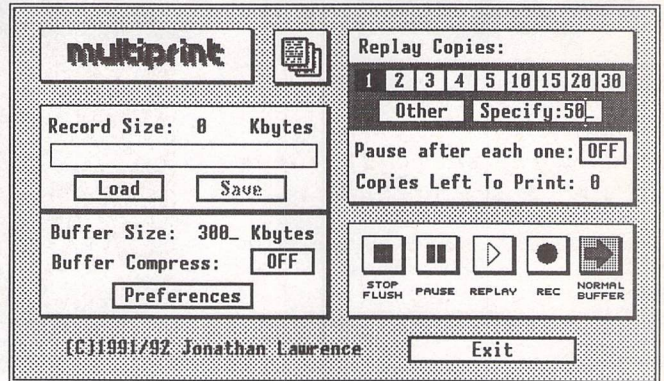 multiprint
Record Size: 0 Kbytes
Load Save
Buffer Size: 300_ Kbytes
Buffer Compress: OFF
Preferences
Replay Copies:
1 2 3 4 5 10 15 20 30
Other Specify:50_
Pause after each one: OFF
Copies Left To Print: 0
STOP FLUSH PAUSE REPLAY REC NORMAL BUFFER
[C]1991/92 Jonathan Lawrence
Exit